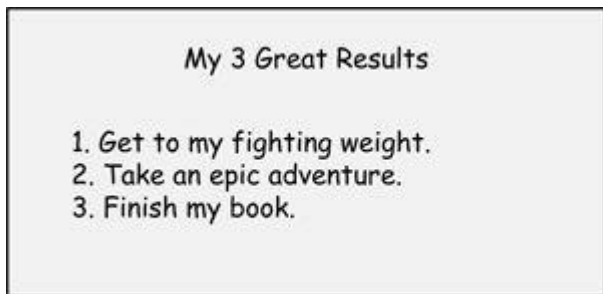 My 3 Great Results
1. Get to my fighting weight.
2. Take an epic adventure.
3. Finish my book.